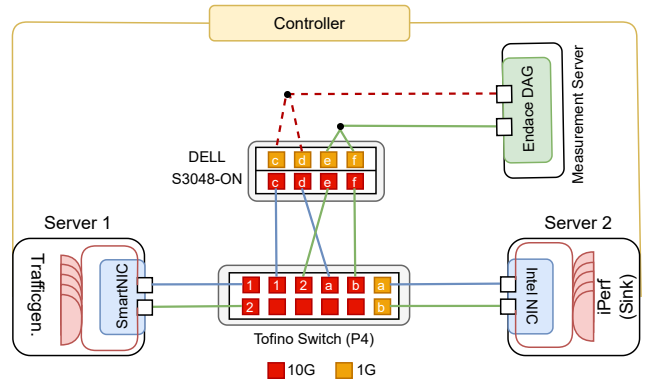 Controller
Endace DAG
Measurement Server
DELL
S3048-ON
c d e f
c d e f
Server 1
Server 2
Trafficgen.
SmartNIC
1 1 2 a b a
2 b
Intel NIC
iPerf
(Sink)
Tofino Switch (P4)
10G 1G